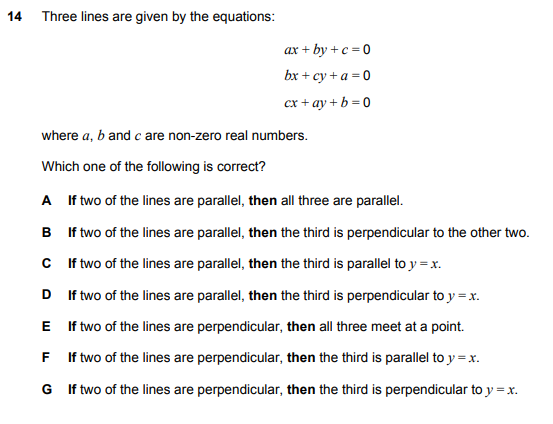 14 Three lines are given by the equations:
ax + by + c = 0
bx + cy + a = 0
cx + ay + b = 0
where a, b and c are non-zero real numbers.
Which one of the following is correct?
A If two of the lines are parallel, then all three are parallel.
B If two of the lines are parallel, then the third is perpendicular to the other two.
C If two of the lines are parallel, then the third is parallel to y = x.
D If two of the lines are parallel, then the third is perpendicular to y = x.
E If two of the lines are perpendicular, then all three meet at a point.
F If two of the lines are perpendicular, then the third is parallel to y = x.
G If two of the lines are perpendicular, then the third is perpendicular to y = x.